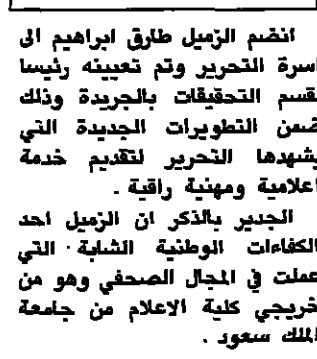 انضم الزميل طارق ابراهيم الى
اسرة التحرير وتم تعيينه رئيسا
لقسم التحقيقات بالجريدة وذلك
ضمن التطويرات الجديدة التي
يشهدها التحرير لتقديم خدمة
اعلامية ومهنية راقية .
الجدير بالذكر ان الزميل احد
الكفاءات الوطنية الشابة التي
عملت في المجال الصحفي وهو من
خريجي كلية الاعلام من جامعة
الملك سعود .